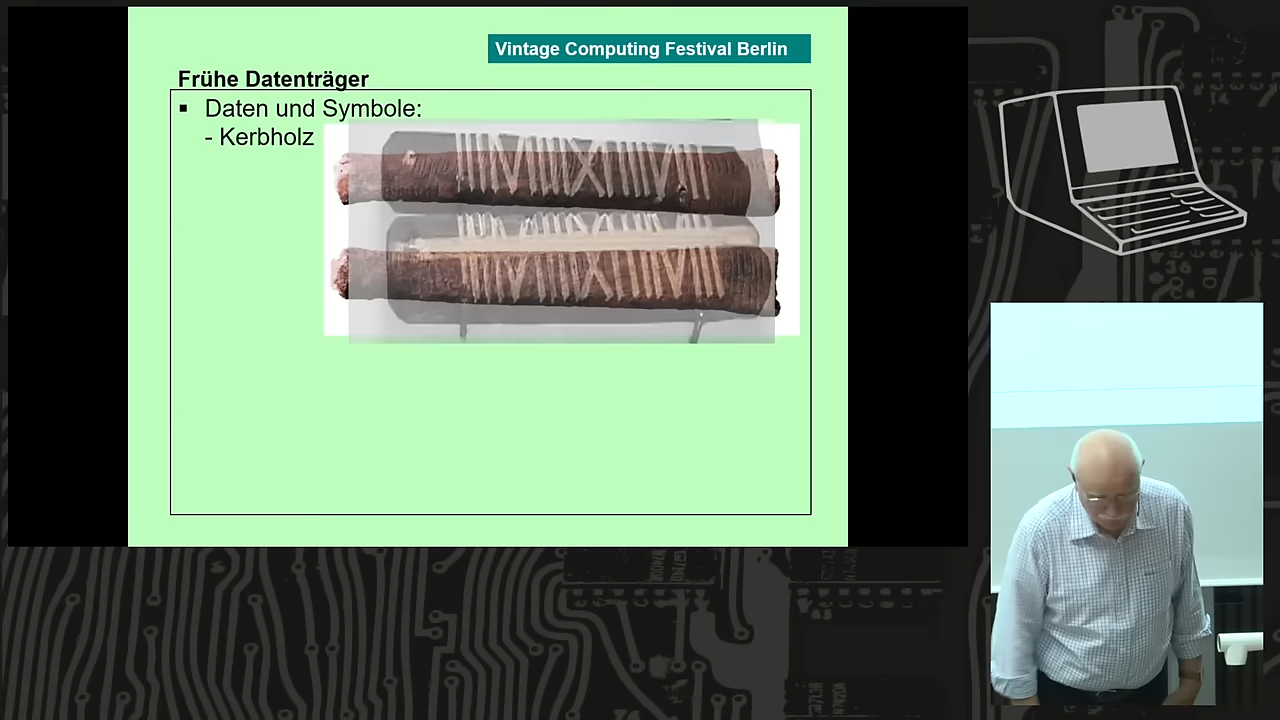 Vintage Computing Festival Berlin
Frühe Datenträger
▪ Daten und Symbole:
- Kerbholz